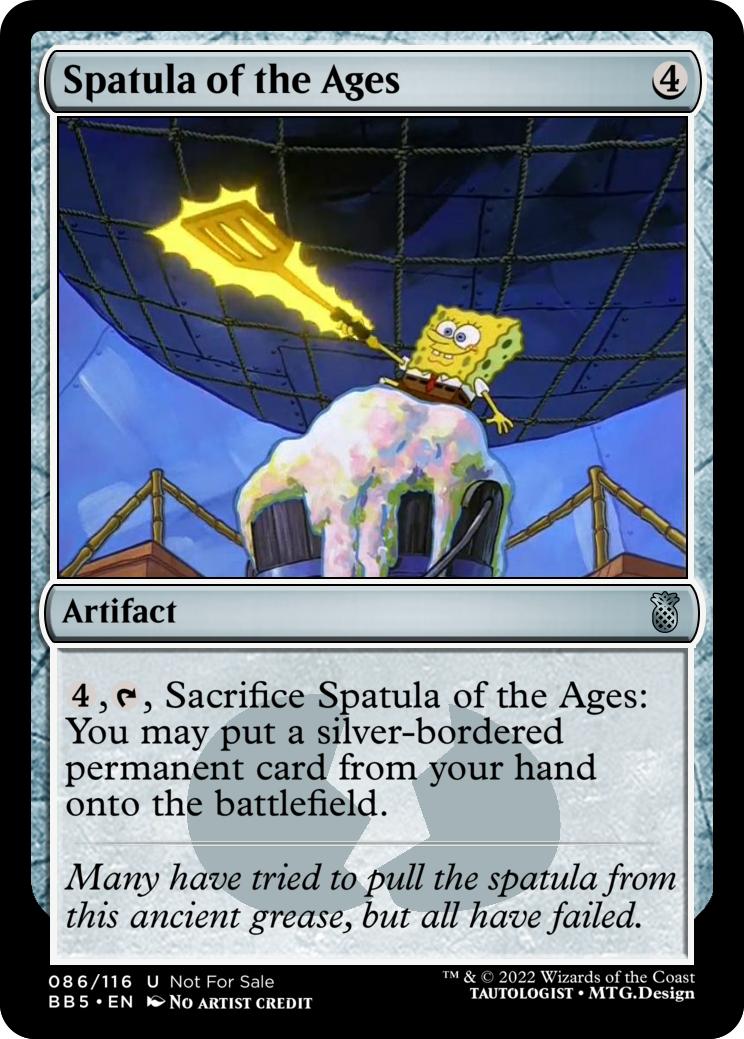 Spatula of the Ages 4
Artifact
4, , Sacrifice Spatula of the Ages:
You may put a silver-bordered
permanent card from your hand
onto the battlefield.
Many have tried to pull the spatula from
this ancient grease, but all have failed.
086/116 U Not For Sale
BB5 • EN No artist credit
™ & © 2022 Wizards of the Coast
TAUTOLOGIST • MTG.Design